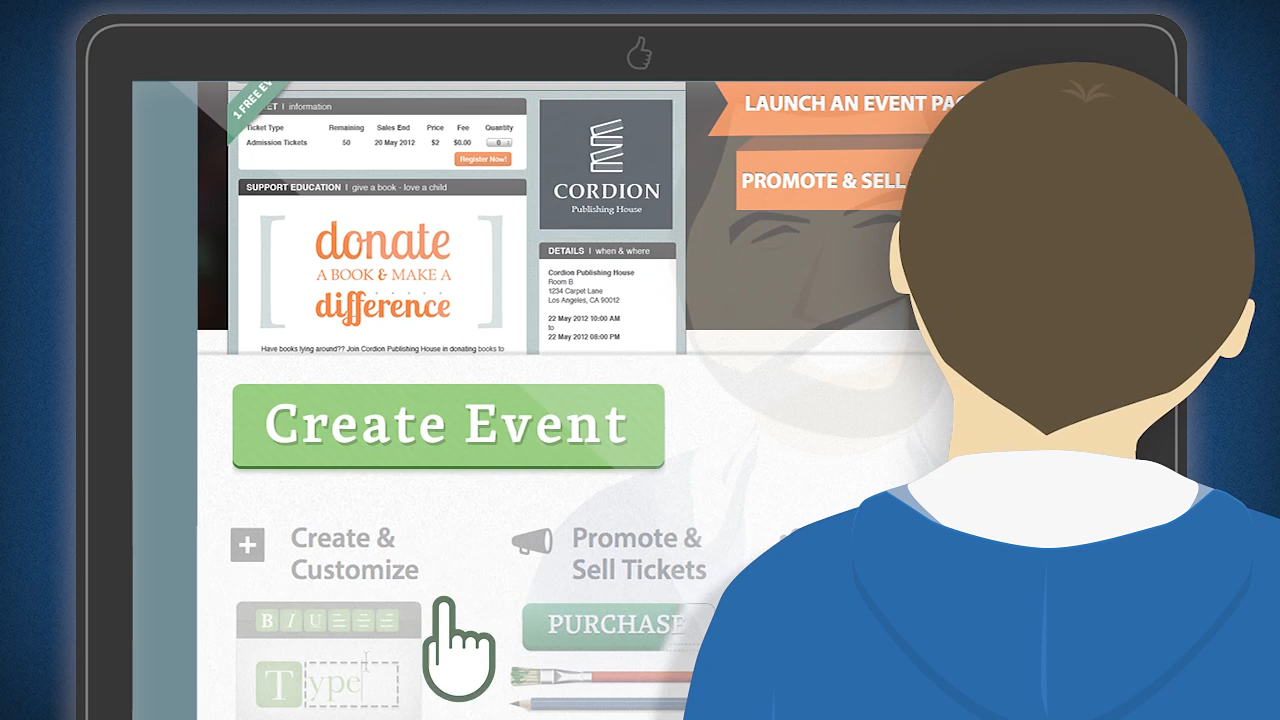 1 FREE EV
ET | information
Ticket Type Remaining Sales End Price Fee Quantity
Admission Tickets 50 20 May 2012 $2 $0.00 0
Register Now!
SUPPORT EDUCATION | give a book - love a child
donate
A BOOK & MAKE A
difference
Have books lying around?? Join Cordion Publishing House in donating books to
CORDION
Publishing House
DETAILS | when & where
Cordion Publishing House
Room B
1234 Carpet Lane
Los Angeles, CA 90012
22 May 2012 10:00 AM
to
22 May 2012 08:00 PM
LAUNCH AN EVENT PAG
PROMOTE & SELL
Create Event
Create &
Customize
Promote &
Sell Tickets
B I U
Type
PURCHASE